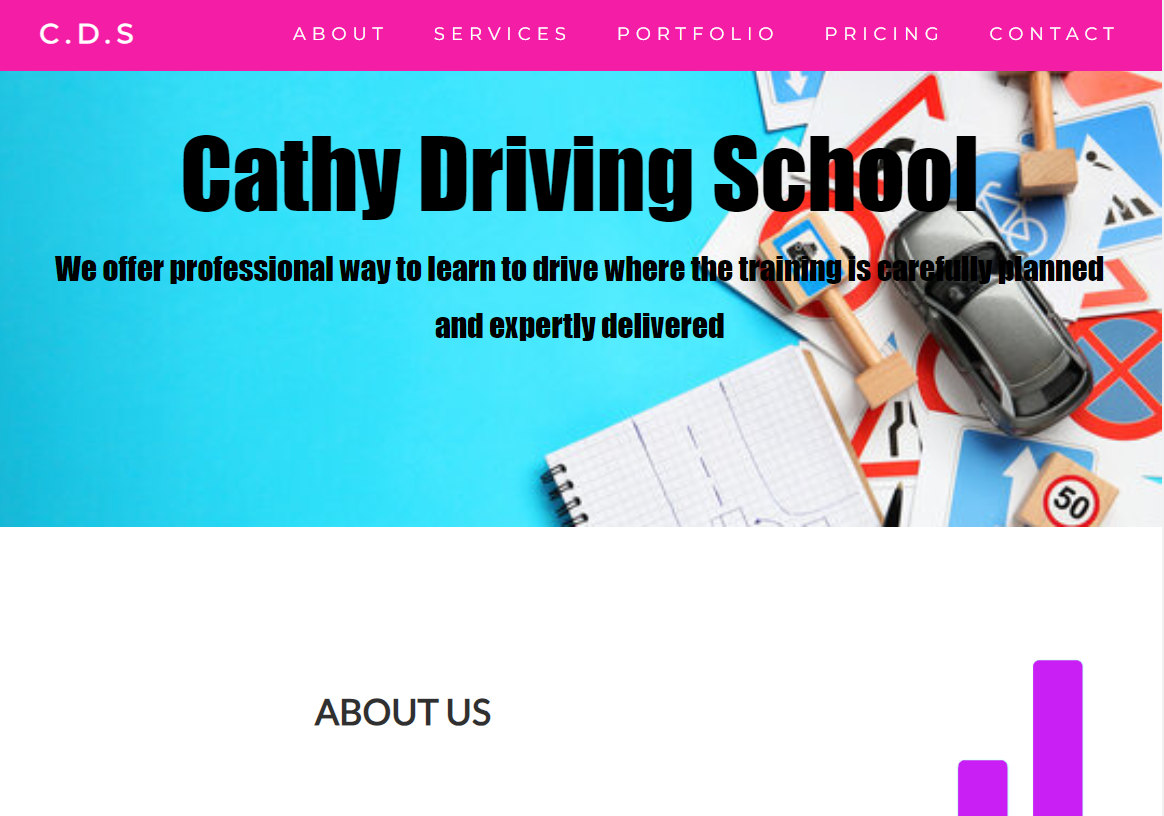 C.D.S
ABOUT SERVICES PORTFOLIO PRICING CONTACT
Cathy Driving School
We offer professional way to learn to drive where the training is carefully planned
and expertly delivered
50
ABOUT US